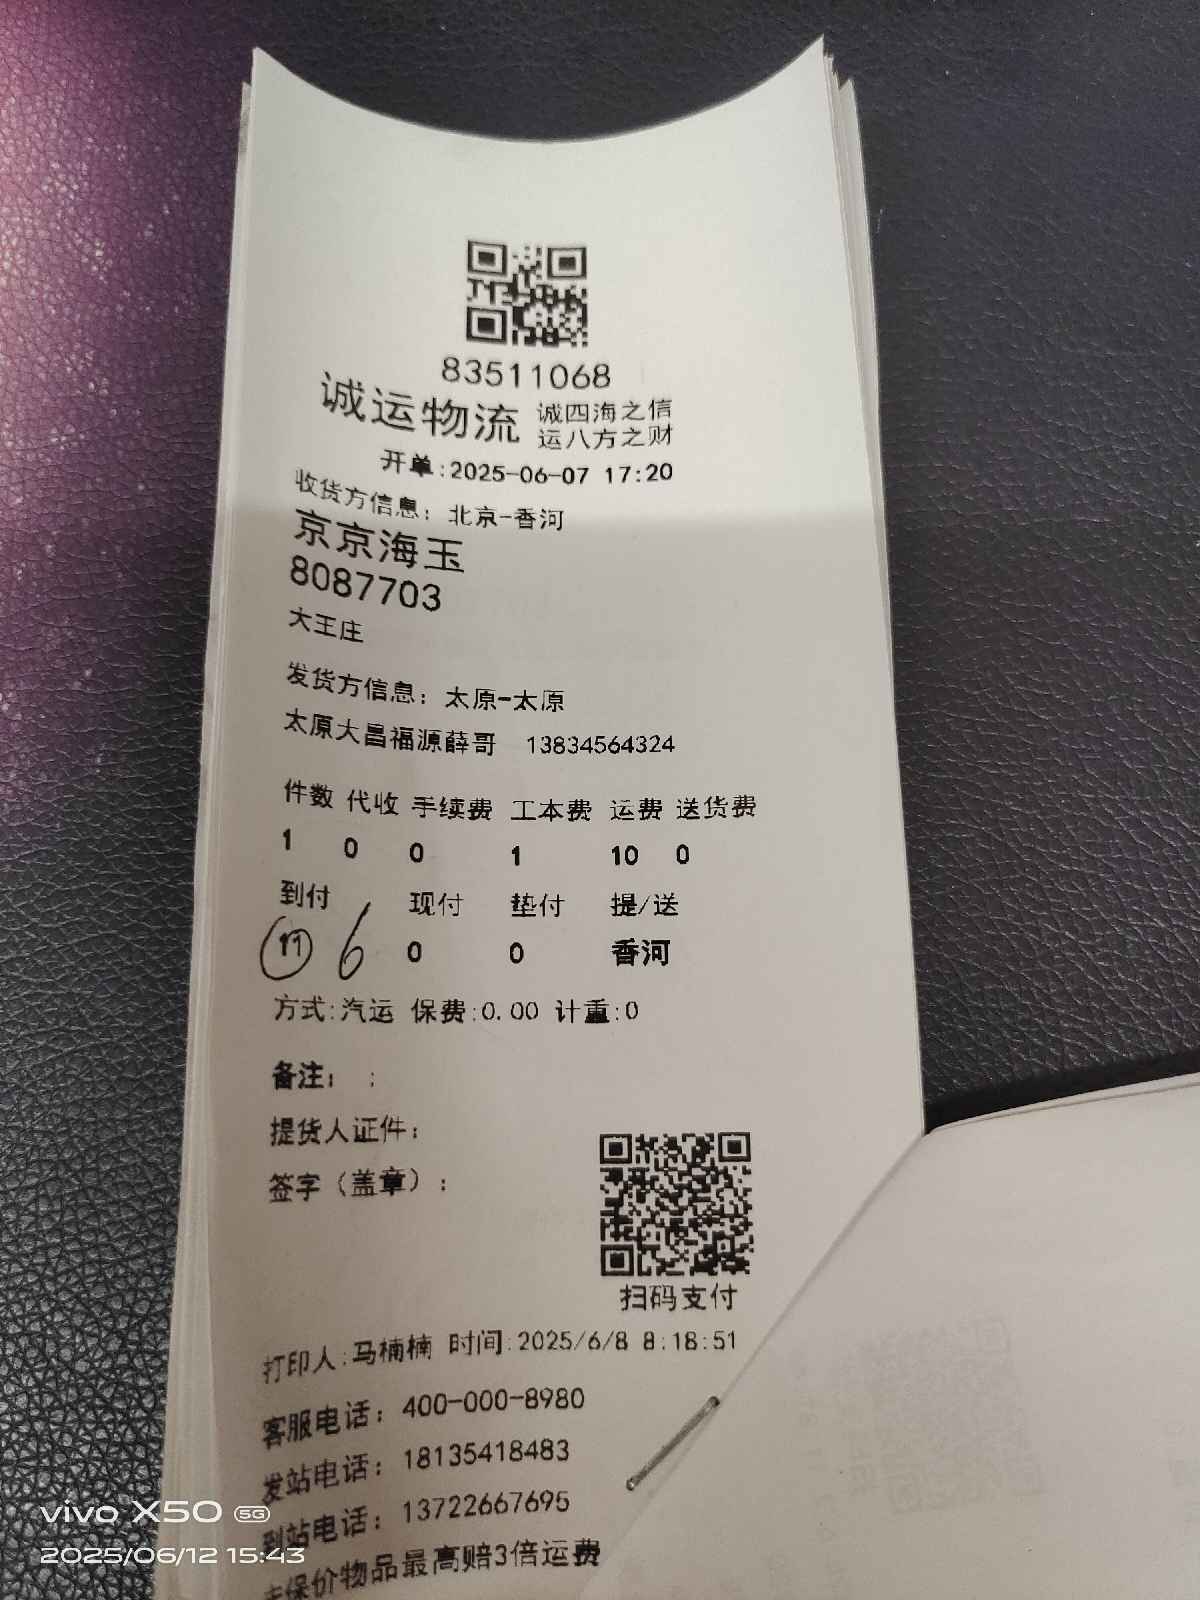 83511068
诚运物流 诚四海之信
运八方之财
开单:2025-06-07 17:20
收货方信息: 北京-香河
京京海玉
8087703
大王庄
发货方信息: 太原-太原
太原大昌福源薛哥 13834564324
件数 代收 手续费 工本费 运费 送货费
1 0 0 1 10 0
到付 现付 垫付 提/送
11 6 0 0 香河
方式:汽运 保费:0.00 计重:0
备注: ;
提货人证件:
签字(盖章):
扫码支付
打印人:马楠楠 时间:2025/6/8 8:18:51
客服电话: 400-000-8980
发站电话: 18135418483
到站电话: 13722667695
保价物品最高赔3倍运费
vivo X50 5G
2025/06/12 15:43